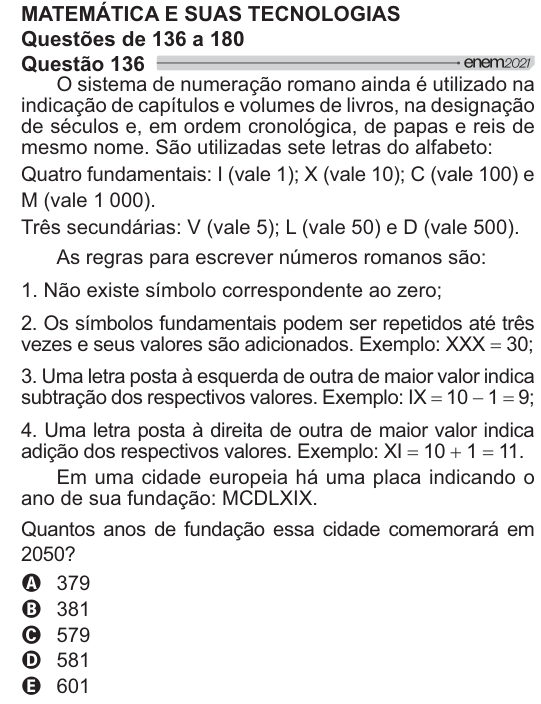 MATEMÁTICA E SUAS TECNOLOGIAS
Questões de 136 a 180
Questão 136 enem2021
O sistema de numeração romano ainda é utilizado na
indicação de capítulos e volumes de livros, na designação
de séculos e, em ordem cronológica, de papas e reis de
mesmo nome. São utilizadas sete letras do alfabeto:
Quatro fundamentais: I (vale 1); X (vale 10); C (vale 100) e
M (vale 1 000).
Três secundárias: V (vale 5); L (vale 50) e D (vale 500).
As regras para escrever números romanos são:
1. Não existe símbolo correspondente ao zero;
2. Os símbolos fundamentais podem ser repetidos até três
vezes e seus valores são adicionados. Exemplo: XXX = 30;
3. Uma letra posta à esquerda de outra de maior valor indica
subtração dos respectivos valores. Exemplo: IX = 10 − 1 = 9;
4. Uma letra posta à direita de outra de maior valor indica
adição dos respectivos valores. Exemplo: XI = 10 + 1 = 11.
Em uma cidade europeia há uma placa indicando o
ano de sua fundação: MCDLXIX.
Quantos anos de fundação essa cidade comemorará em
2050?
A 379
B 381
C 579
D 581
E 601